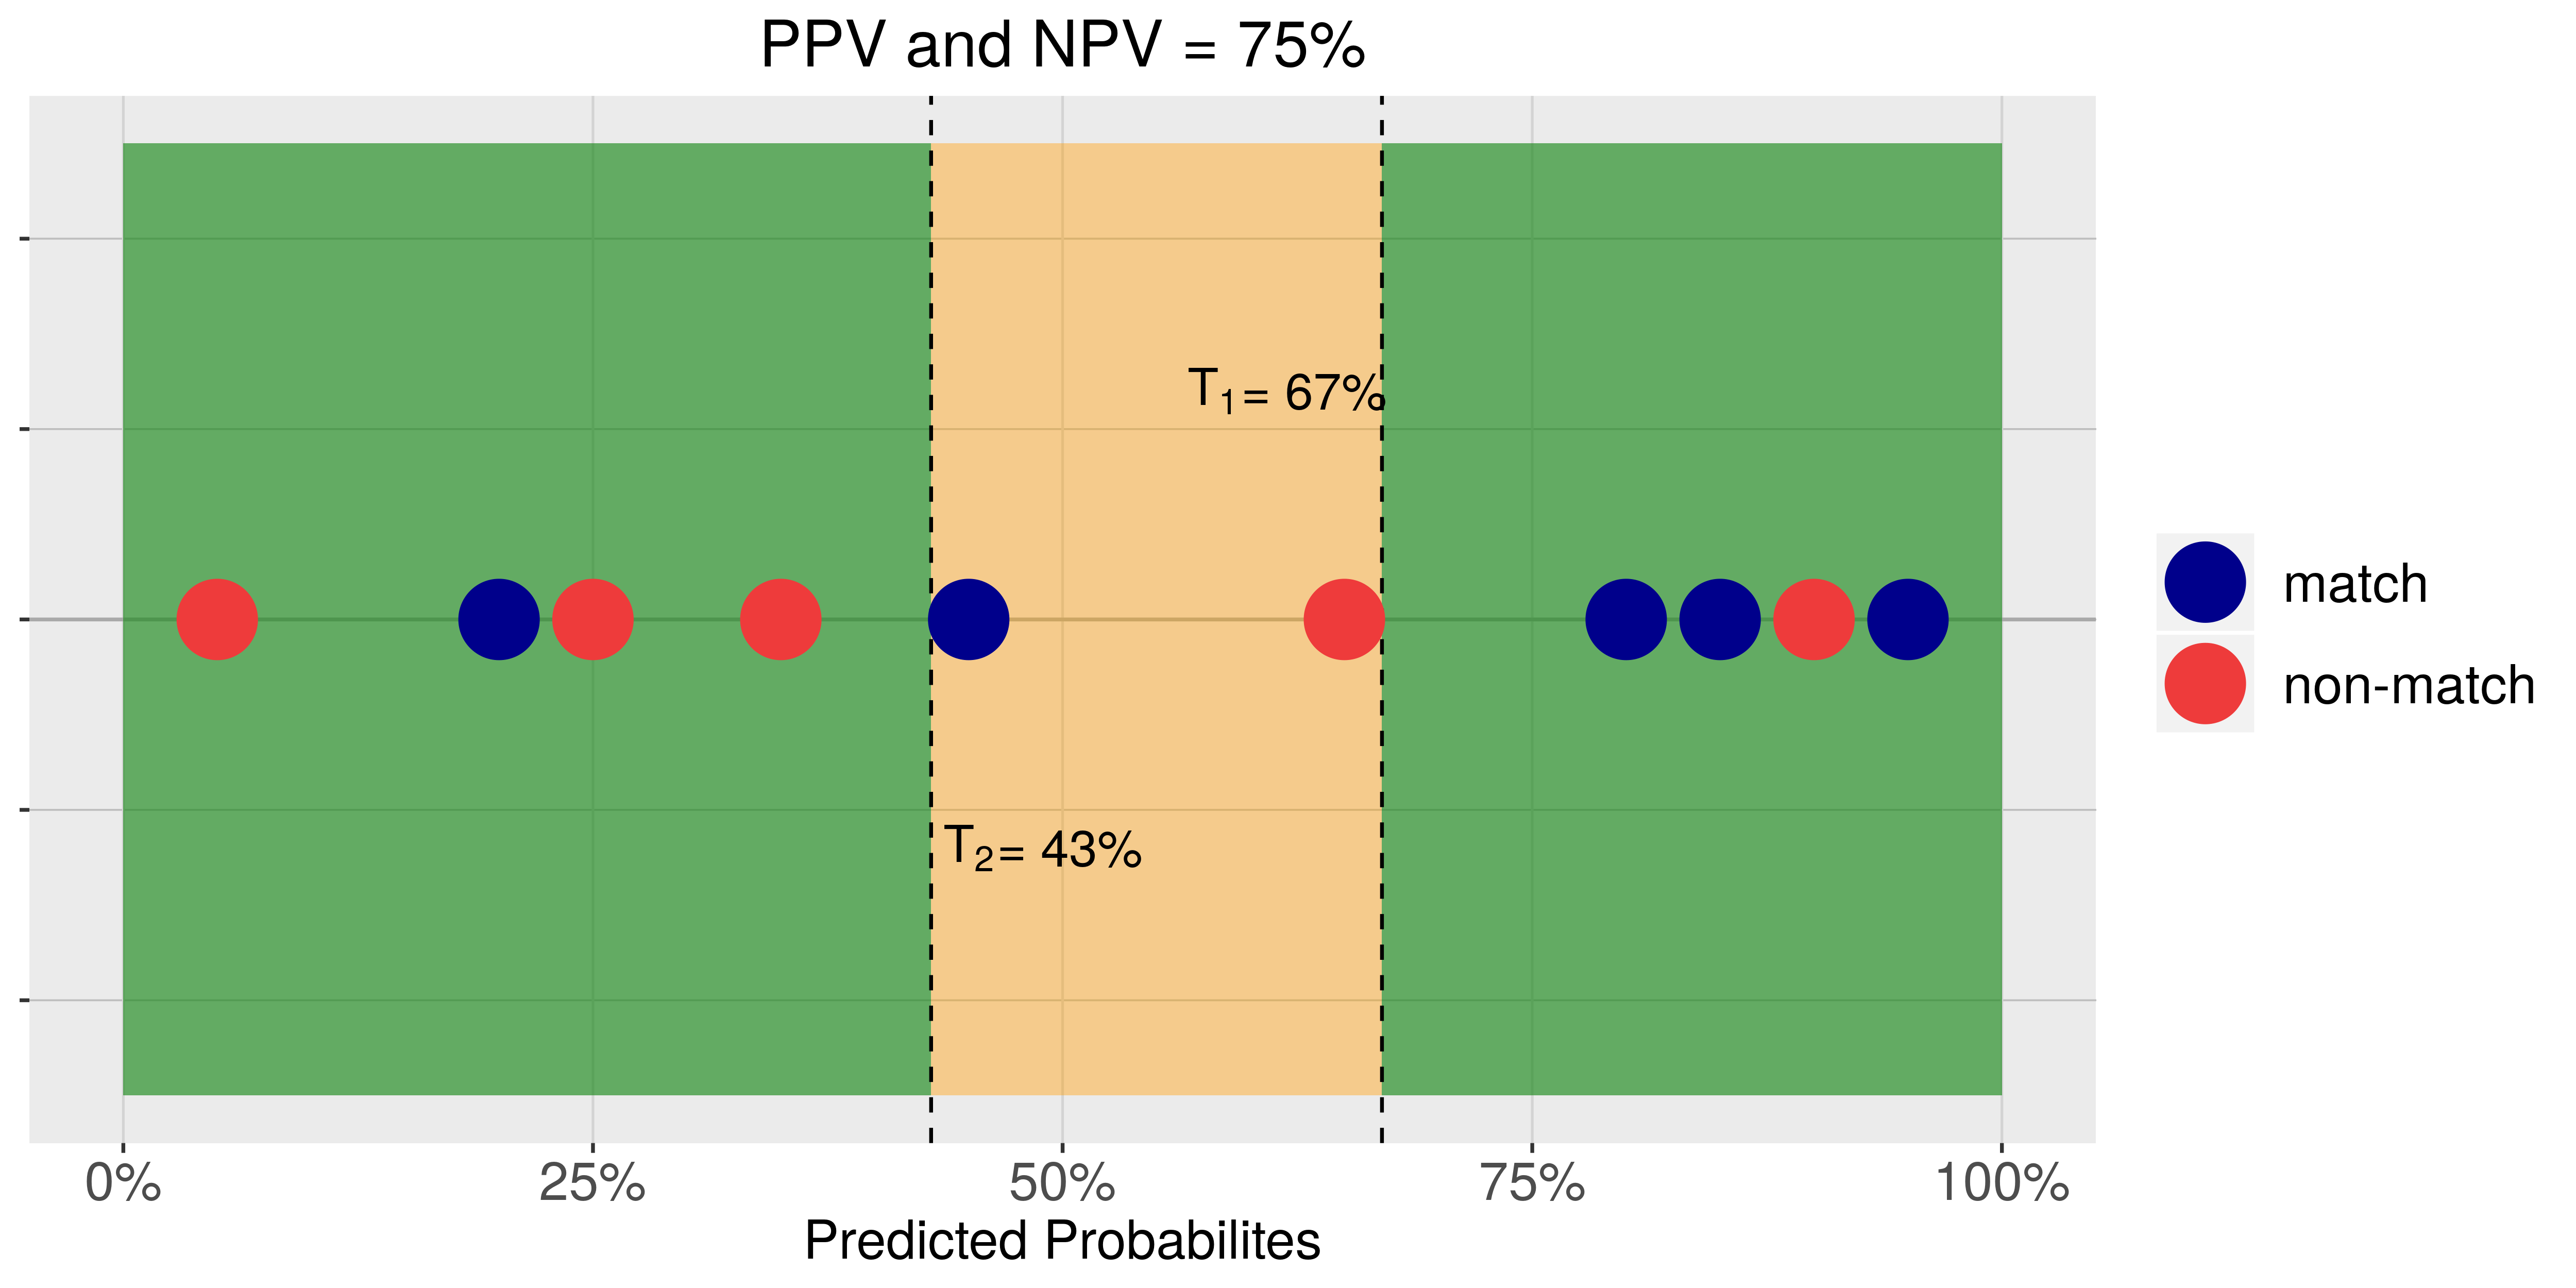 PPV and NPV = 75%
T₁= 67%
T₂= 43%
match
non-match
0% 25% 50% 75% 100%
Predicted Probabilites